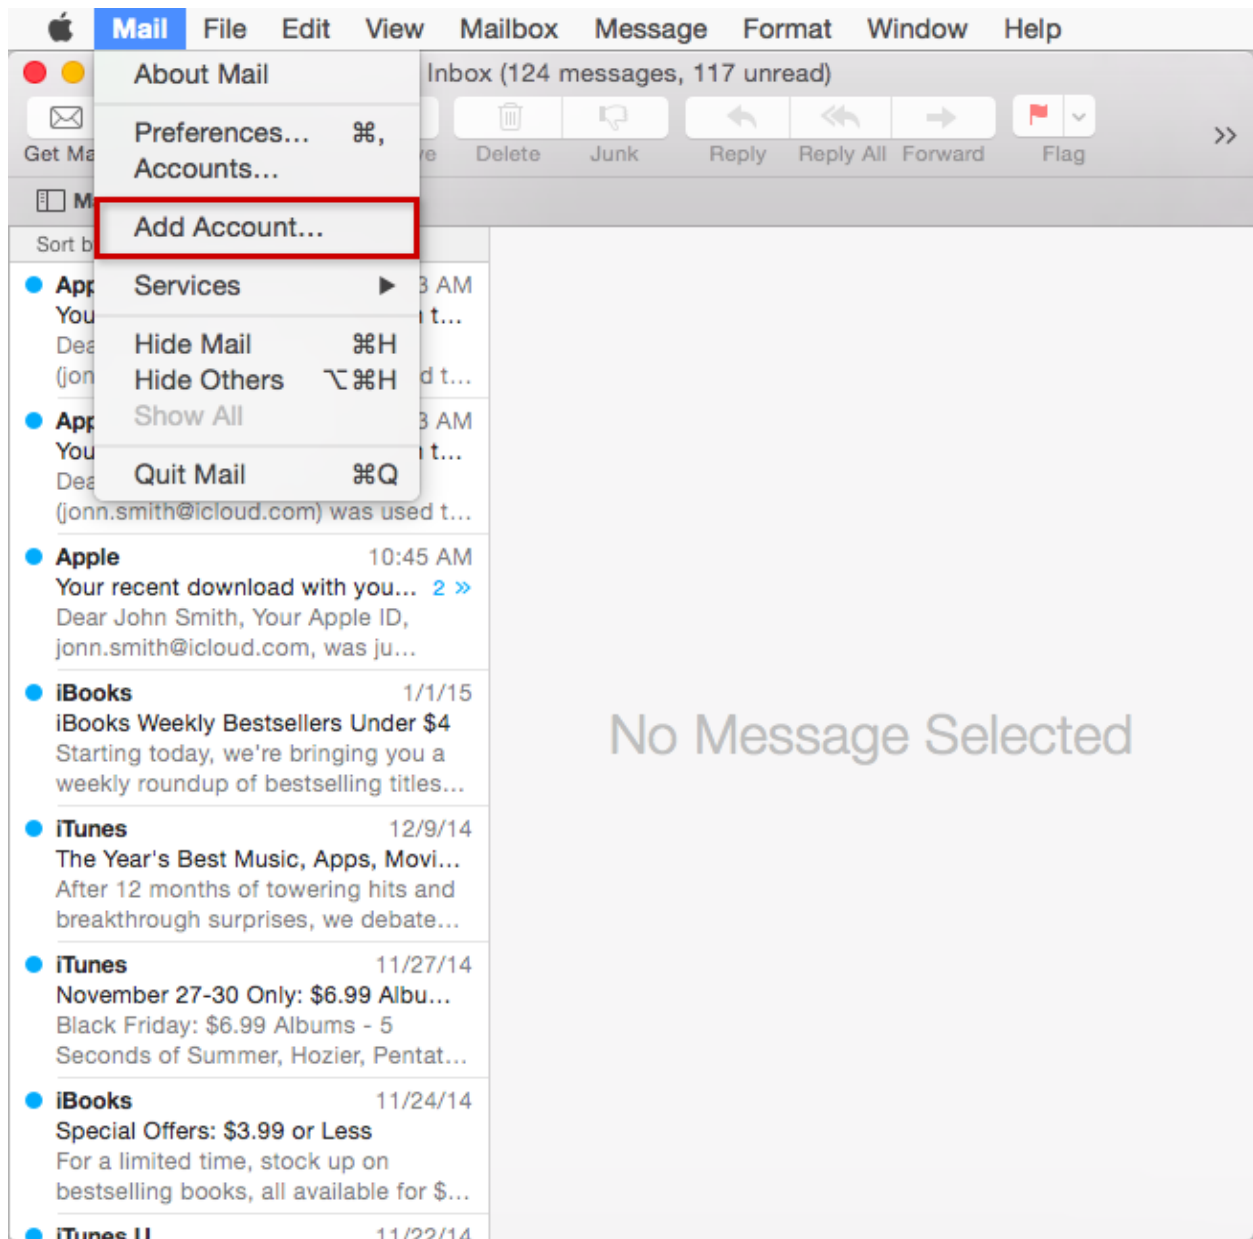 Mail File Edit View Mailbox Message Format Window Help
Inbox (124 messages, 117 unread)
About Mail
Preferences... ⌘,
Accounts...
Add Account...
Services ▶
Hide Mail ⌘H
Hide Others ⌥⌘H
Show All
Quit Mail ⌘Q
Get
Delete Junk Reply Reply All Forward Flag
Sort
AM
t...
d t...
AM
t...
(jonn.smith@icloud.com) was used t...
Apple 10:45 AM
Your recent download with you... 2 »
Dear John Smith, Your Apple ID,
jonn.smith@icloud.com, was ju...
iBooks 1/1/15
iBooks Weekly Bestsellers Under $4
Starting today, we're bringing you a
weekly roundup of bestselling titles...
iTunes 12/9/14
The Year's Best Music, Apps, Movi...
After 12 months of towering hits and
breakthrough surprises, we debate...
iTunes 11/27/14
November 27-30 Only: $6.99 Albu...
Black Friday: $6.99 Albums - 5
Seconds of Summer, Hozier, Pentat...
iBooks 11/24/14
Special Offers: $3.99 or Less
For a limited time, stock up on
bestselling books, all available for $...
iTunes U 11/22/14
No Message Selected